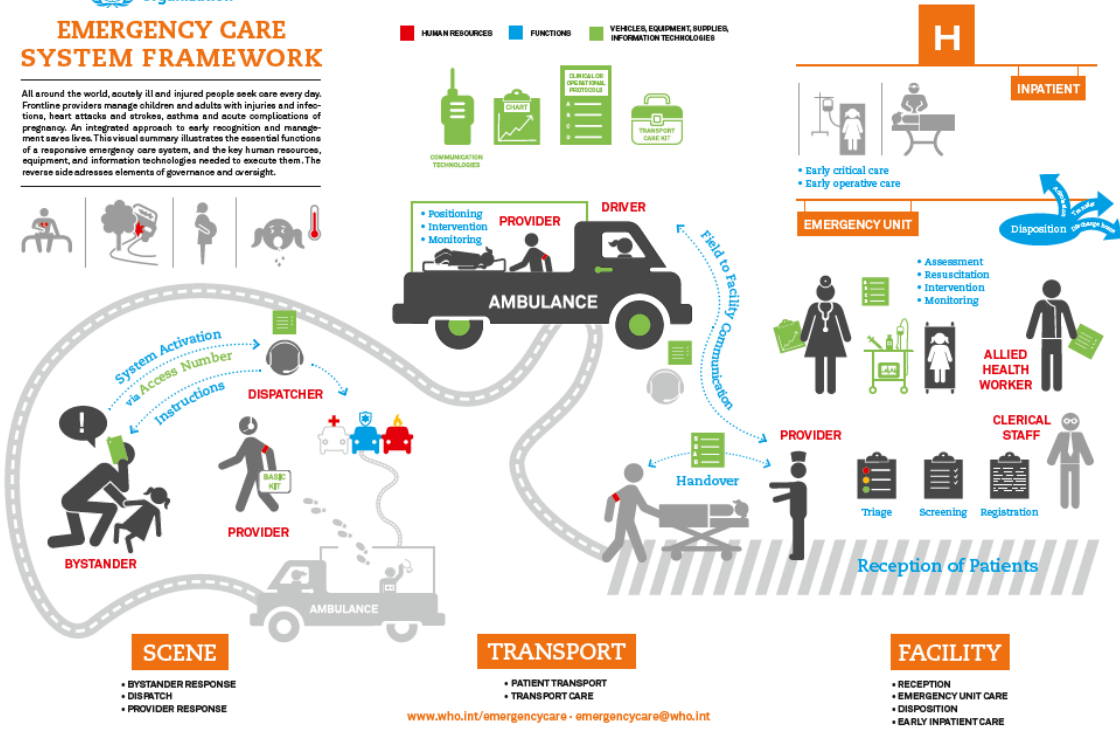 EMERGENCY CARE
SYSTEM FRAMEWORK
All around the world, acutely ill and injured people seek care every day.
Frontline providers manage children and adults with injuries and infec-
tions, heart attacks and strokes, asthma and acute complications of
pregnancy. An integrated approach to early recognition and manage-
ment saves lives. This visual summary illustrates the essential functions
of a responsive emergency care system, and the key human resources,
equipment, and information technologies needed to execute them. The
reverse side adresses elements of governance and oversight.
HUMAN RESOURCES
FUNCTIONS
VEHICLES, EQUIPMENT, SUPPLIES,
INFORMATION TECHNOLOGIES
COMMUNICATION
TECHNOLOGIES
CHART
CLINICAL OR
OPERATIONAL
PROTOCOLS
A
B
C
D
TRANSPORT
CARE KIT
H
INPATIENT
• Early critical care
• Early operative care
EMERGENCY UNIT
Disposition
Transfer
Discharge home
• Assessment
• Resuscitation
• Intervention
• Monitoring
ALLIED
HEALTH
WORKER
CLERICAL
STAFF
Triage
Screening
Registration
Reception of Patients
• Positioning
• Intervention
• Monitoring
PROVIDER
DRIVER
AMBULANCE
Field to Facility Communication
PROVIDER
Handover
System Activation
via Access Number
Instructions
DISPATCHER
!
BASIC
KIT
PROVIDER
BYSTANDER
AMBULANCE
SCENE
• BYSTANDER RESPONSE
• DISPATCH
• PROVIDER RESPONSE
TRANSPORT
• PATIENT TRANSPORT
• TRANSPORT CARE
www.who.int/emergencycare - emergencycare@who.int
FACILITY
• RECEPTION
• EMERGENCY UNIT CARE
• DISPOSITION
• EARLY INPATIENT CARE